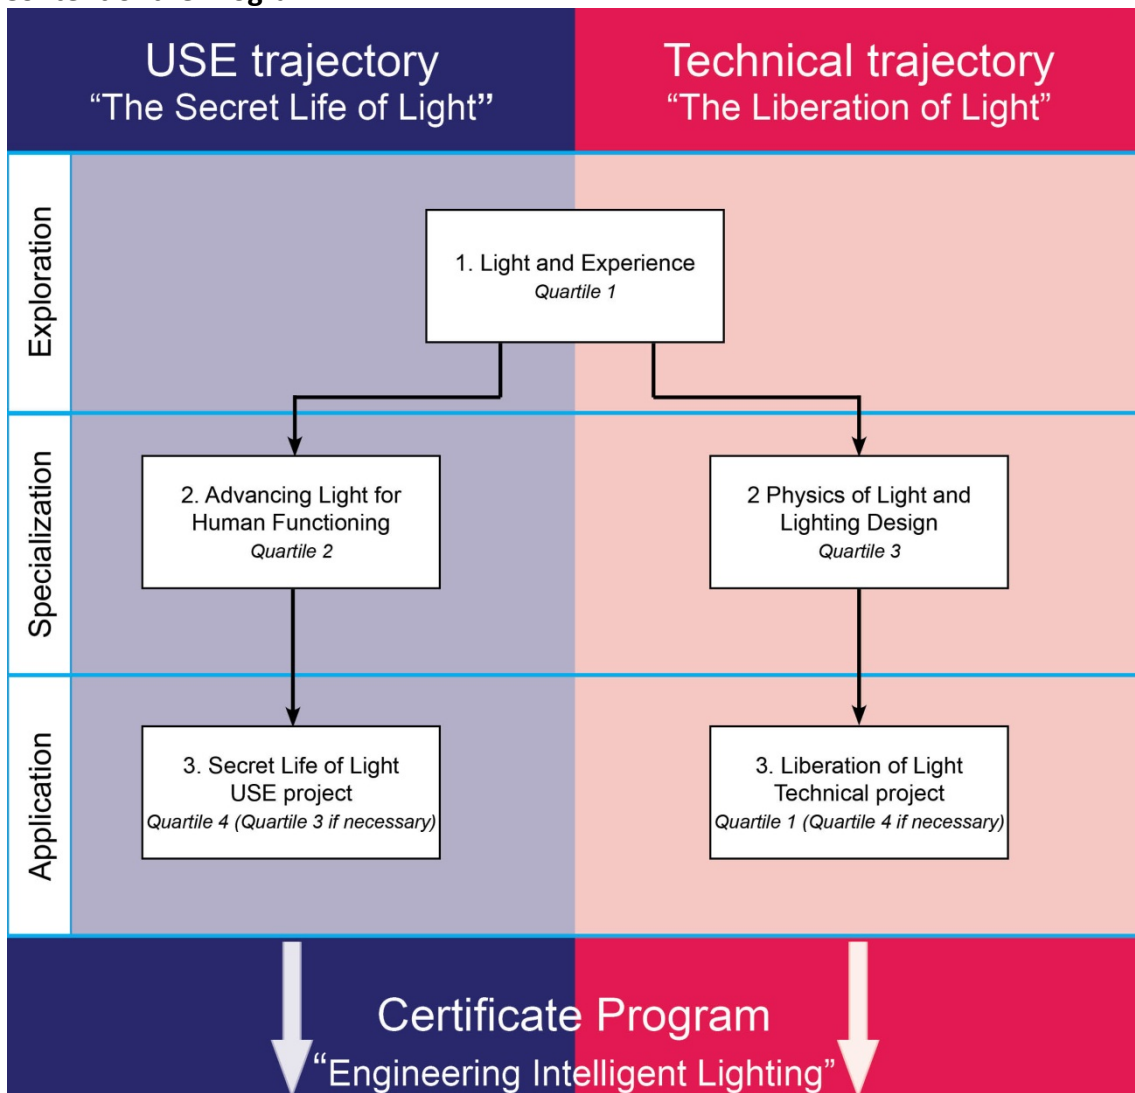 USE trajectory
“The Secret Life of Light”
Technical trajectory
“The Liberation of Light”
Exploration
1. Light and Experience
Quartile 1
Specialization
2. Advancing Light for
Human Functioning
Quartile 2
2 Physics of Light and
Lighting Design
Quartile 3
Application
3. Secret Life of Light
USE project
Quartile 4 (Quartile 3 if necessary)
3. Liberation of Light
Technical project
Quartile 1 (Quartile 4 if necessary)
Certificate Program
“Engineering Intelligent Lighting”